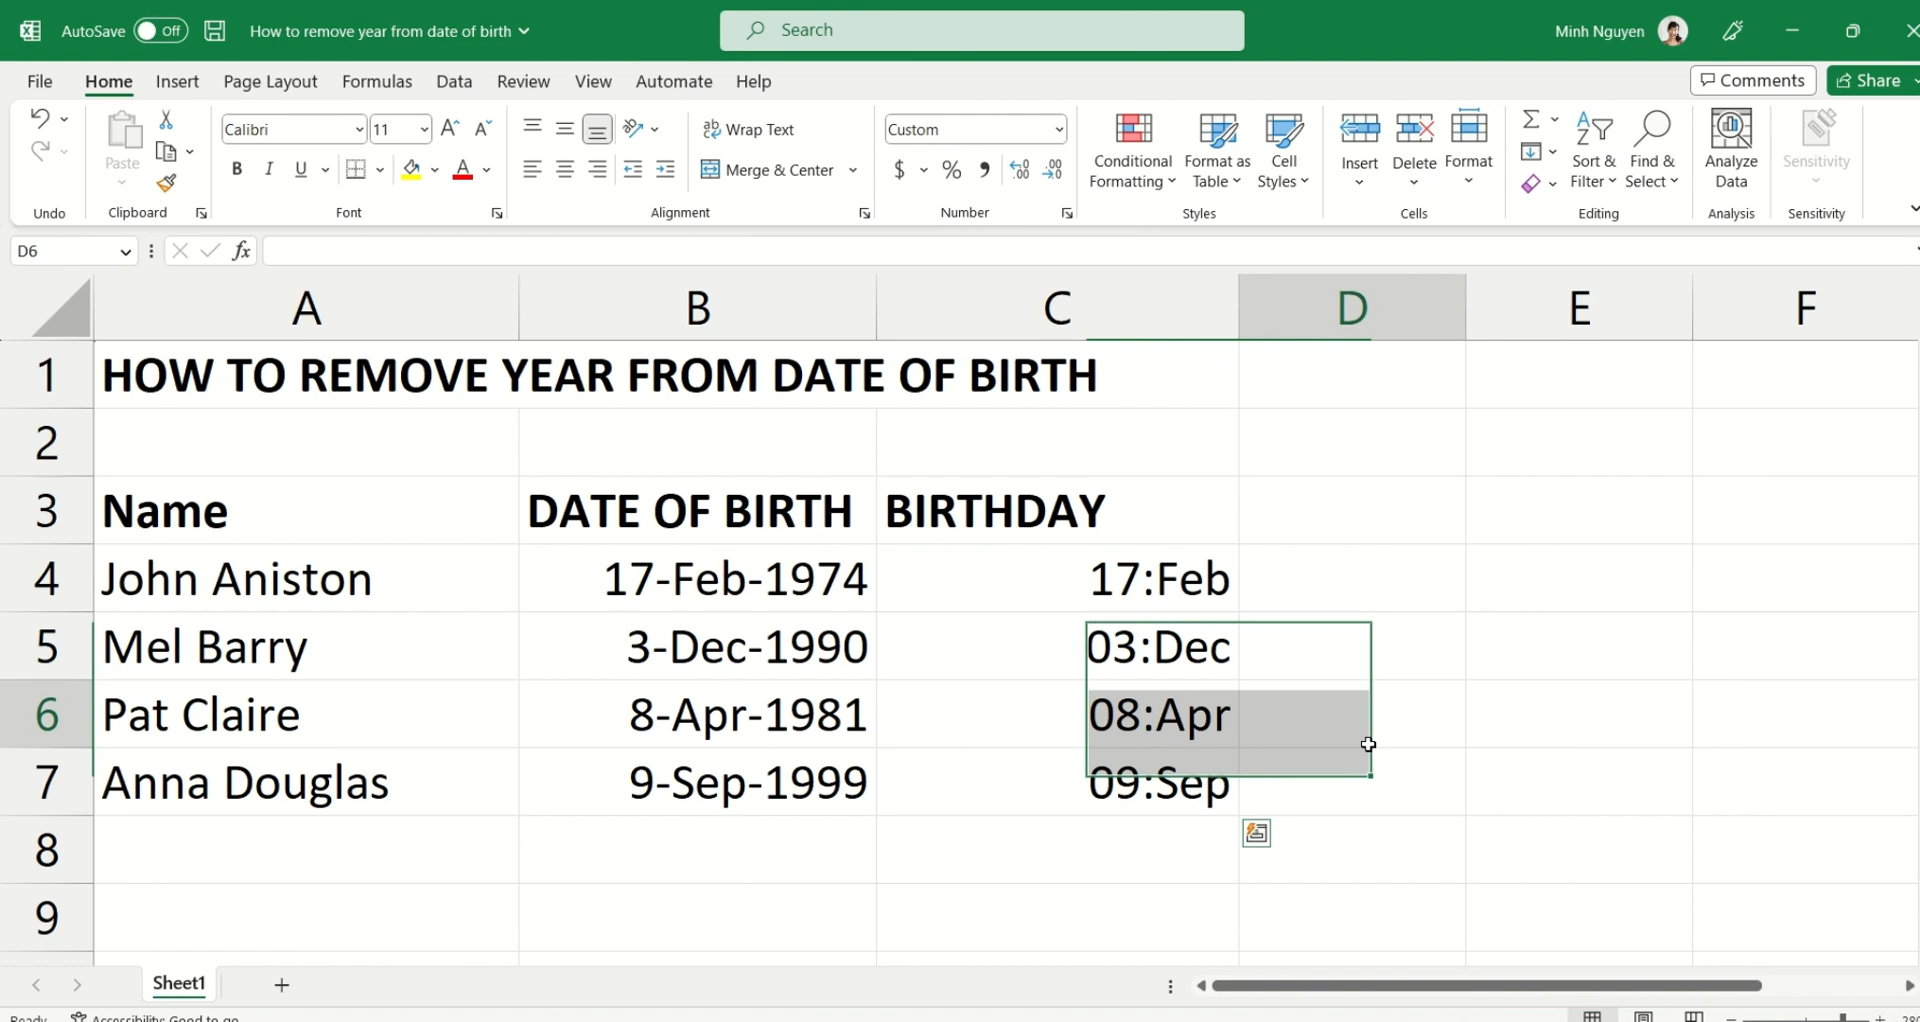 AutoSave Off How to remove year from date of birth Search Minh Nguyen
File Home Insert Page Layout Formulas Data Review View Automate Help Comments Share
Calibri 11 Wrap Text Custom
Paste B I U A Merge & Center $ % Conditional Formatting Format as Table Cell Styles Insert Delete Format Sort & Filter Find & Select Analyze Data Sensitivity
Undo Clipboard Font Alignment Number Styles Cells Editing Analysis Sensitivity
D6 fx
A B C D E F
1 HOW TO REMOVE YEAR FROM DATE OF BIRTH
2
3 Name DATE OF BIRTH BIRTHDAY
4 John Aniston 17-Feb-1974 17:Feb
5 Mel Barry 3-Dec-1990 03:Dec
6 Pat Claire 8-Apr-1981 08:Apr
7 Anna Douglas 9-Sep-1999 09:Sep
8
9
Sheet1
Ready Accessibility: Good to go